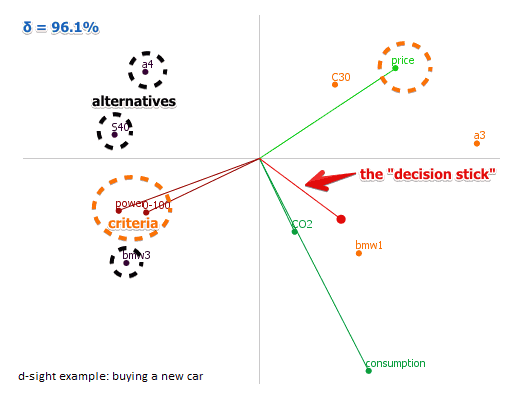 δ = 96.1%
a4
price
C30
alternatives
S40
a3
the "decision stick"
power
0-100
criteria
CO2
bmw1
bmw3
consumption
d-sight example: buying a new car